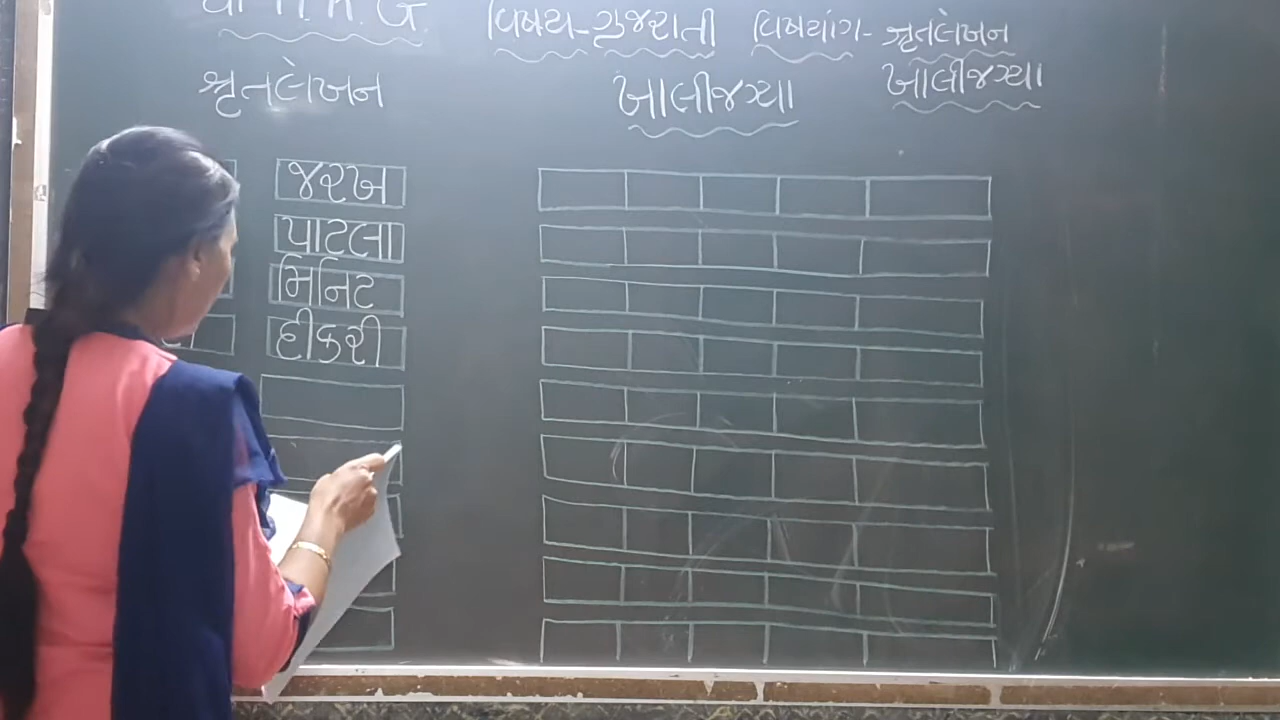 વિષય-ગુજરાતી વિષયાંગ- શ્રૃતલેખન
ખાલીજગ્યા
શ્રૃતલેખન
ખાલીજગ્યા
જરખ
પાટલા
મિનિટ
દીકરી